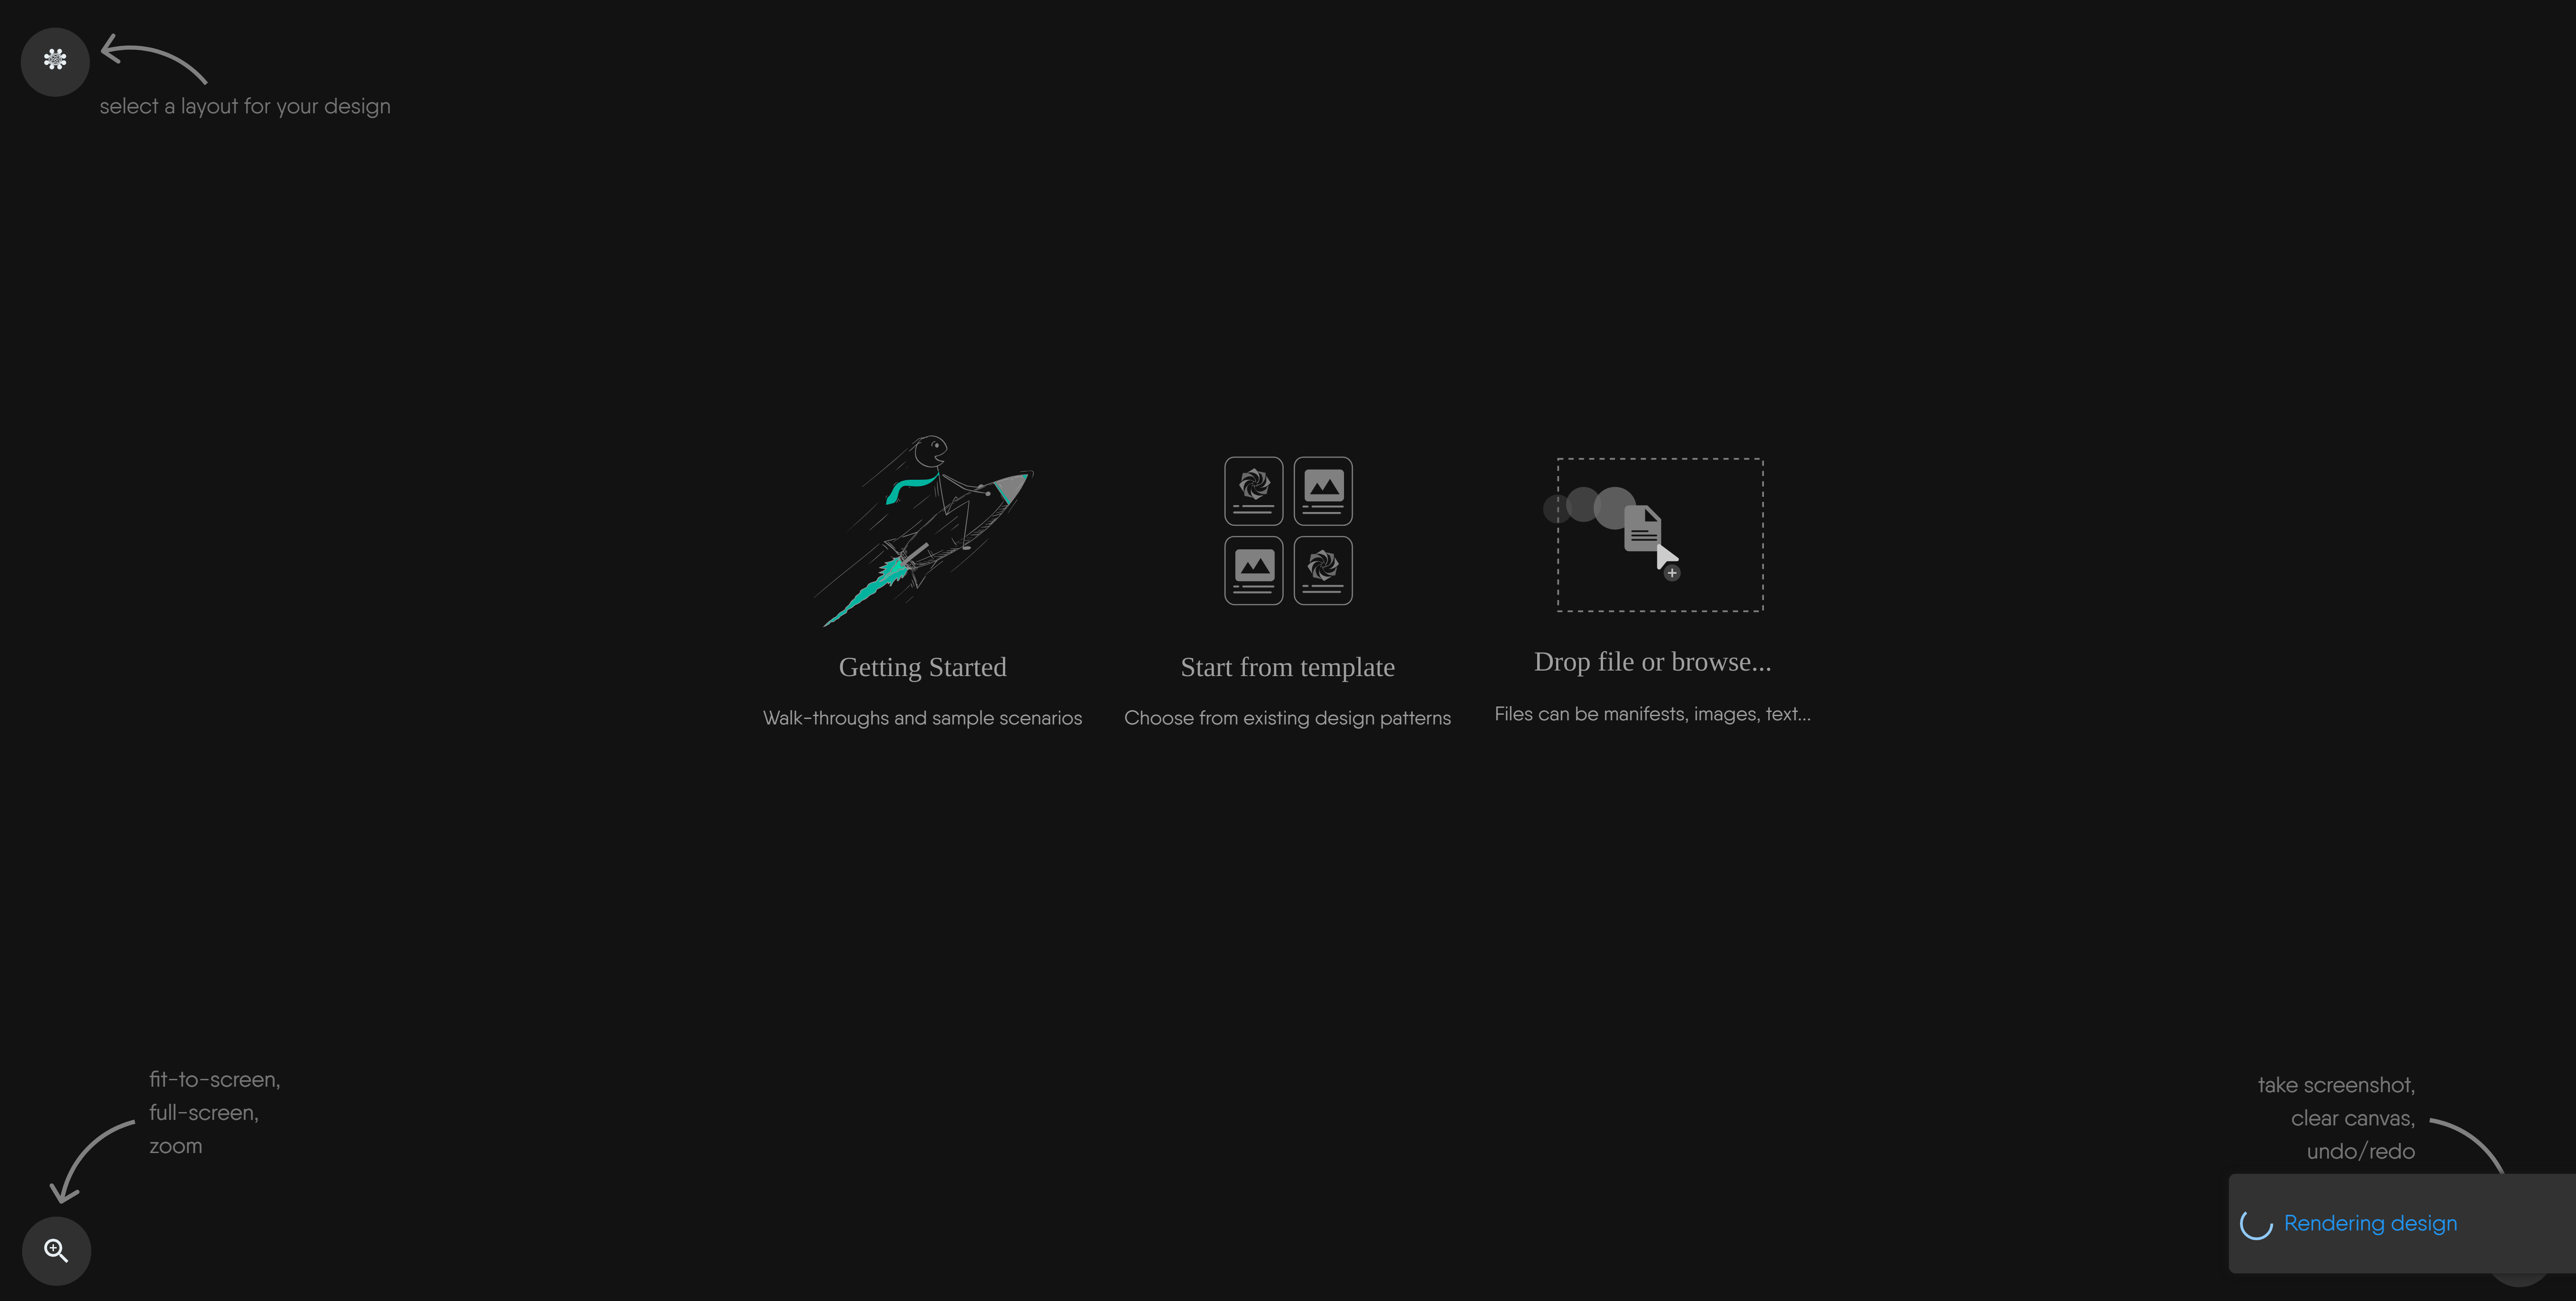 select a layout for your design
Getting Started
Walk-throughs and sample scenarios
Start from template
Choose from existing design patterns
Drop file or browse...
Files can be manifests, images, text...
fit-to-screen,
full-screen,
zoom
take screenshot,
clear canvas,
undo/redo
Rendering design